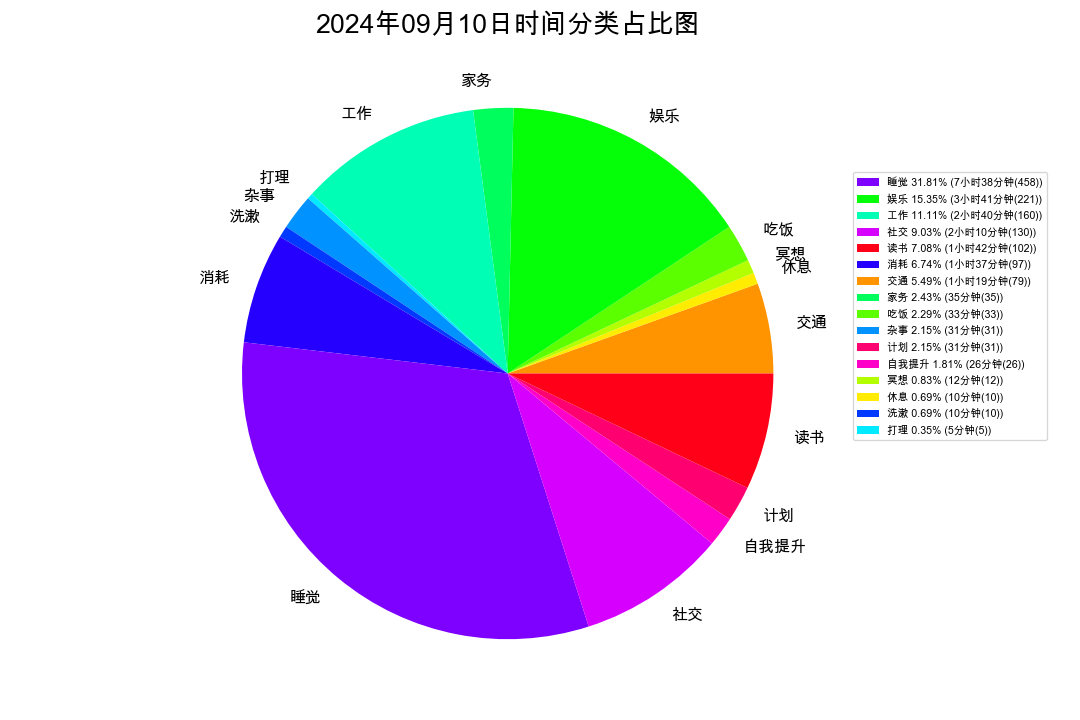 2024年09月10日时间分类占比图
家务
工作
娱乐
打理
杂事
洗漱
吃饭
冥想
休息
消耗
交通
读书
计划
自我提升
睡觉
社交
睡觉 31.81% (7小时38分钟(458))
娱乐 15.35% (3小时41分钟(221))
工作 11.11% (2小时40分钟(160))
社交 9.03% (2小时10分钟(130))
读书 7.08% (1小时42分钟(102))
消耗 6.74% (1小时37分钟(97))
交通 5.49% (1小时19分钟(79))
家务 2.43% (35分钟(35))
吃饭 2.29% (33分钟(33))
杂事 2.15% (31分钟(31))
计划 2.15% (31分钟(31))
自我提升 1.81% (26分钟(26))
冥想 0.83% (12分钟(12))
休息 0.69% (10分钟(10))
洗漱 0.69% (10分钟(10))
打理 0.35% (5分钟(5))